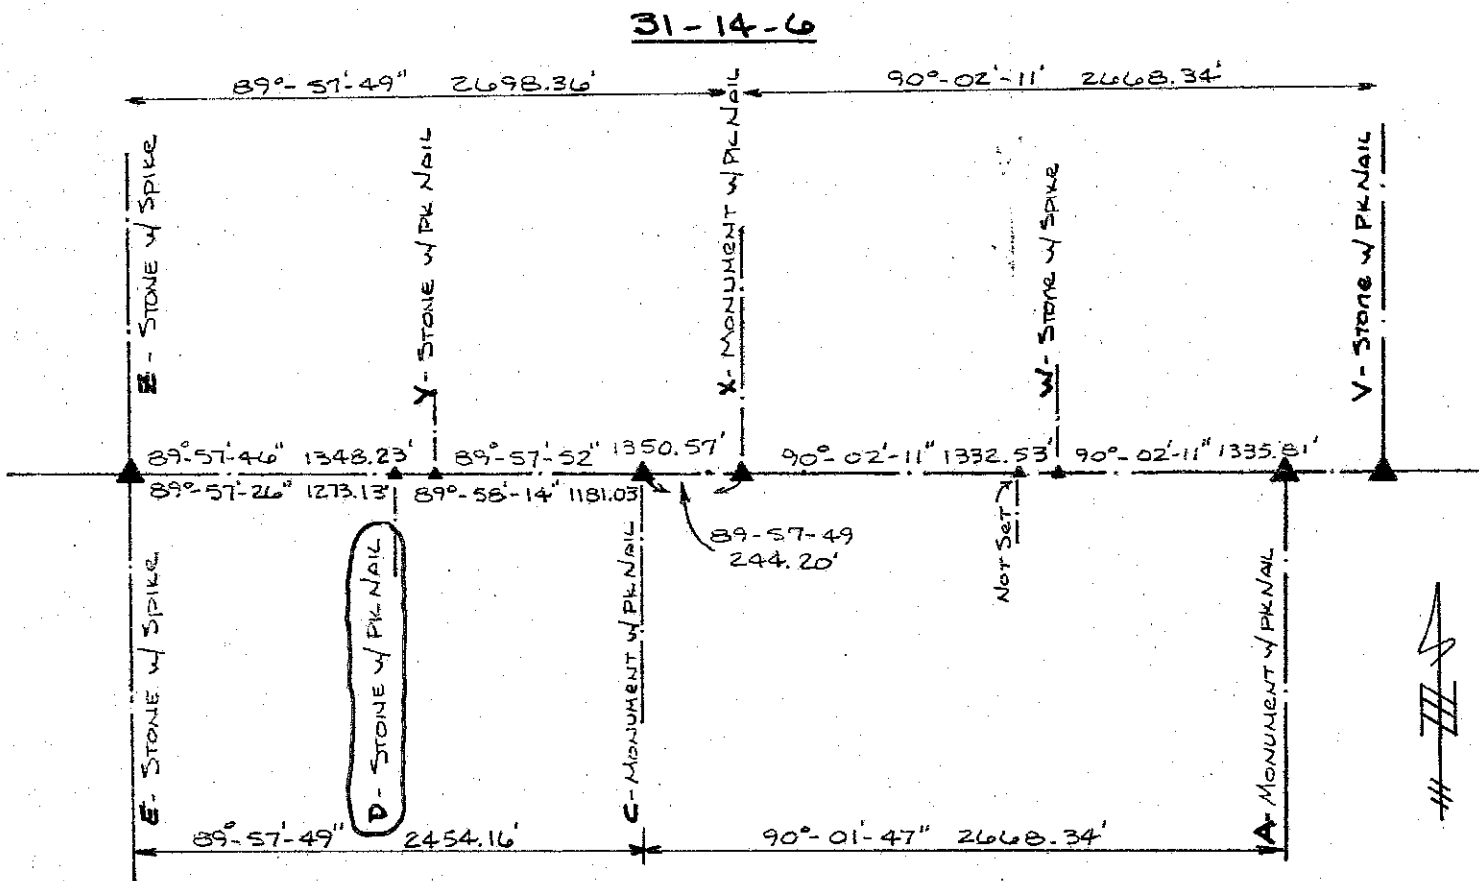 31-14-6
89°-57'-49" 2698.36'
90°-02'-11' 2668.34'
Z - STONE w/ SPIKE
Y - STONE w/ PK NAIL
X - MONUMENT w/ PK NAIL
W - STONE w/ SPIKE
V - STONE w/ PK NAIL
89-57-46" 1348.23'
89°-57'-52" 1350.57'
90°-02'-11" 1332.53'
90°-02'-11" 1335.81'
89°-57'-26" 1273.13'
89°-58'-14" 1181.03
89-57-49
244.20'
NOT SET
E - STONE w/ SPIKE
D - STONE w/ PK NAIL
C - MONUMENT w/ PK NAIL
A - MONUMENT w/ PK NAIL
89°-57'-49" 2454.16'
90°-01'-47" 2668.34'